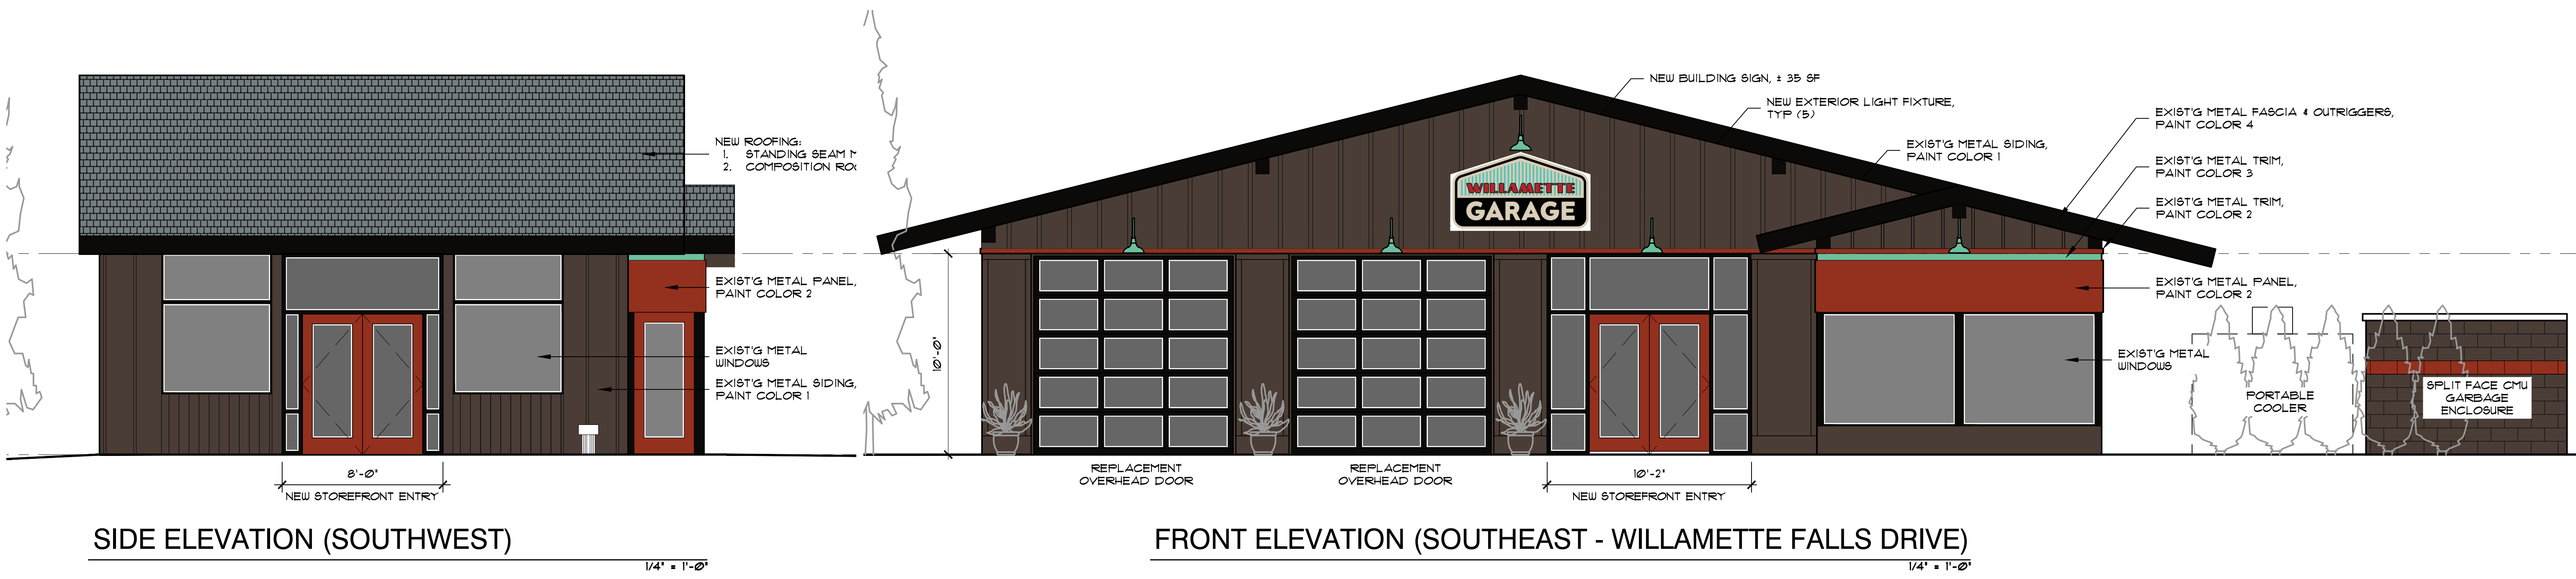 NEW ROOFING:
1. STANDING SEAM
2. COMPOSITION
EXIST'G METAL PANEL,
PAINT COLOR 2
EXIST'G METAL
WINDOWS
EXIST'G METAL SIDING,
PAINT COLOR 1
8'-0"
NEW STOREFRONT ENTRY
SIDE ELEVATION (SOUTHWEST)
1/4" = 1'-0"
NEW BUILDING SIGN, ± 35 SF
NEW EXTERIOR LIGHT FIXTURE,
TYP (5)
EXIST'G METAL SIDING,
PAINT COLOR 1
EXIST'G METAL FASCIA & OUTRIGGERS,
PAINT COLOR 4
EXIST'G METAL TRIM,
PAINT COLOR 3
EXIST'G METAL TRIM,
PAINT COLOR 2
EXIST'G METAL PANEL,
PAINT COLOR 2
EXIST'G METAL
WINDOWS
WILLAMETTE
GARAGE
10'-0"
PORTABLE
COOLER
SPLIT FACE CMU
GARBAGE
ENCLOSURE
REPLACEMENT
OVERHEAD DOOR
REPLACEMENT
OVERHEAD DOOR
10'-2"
NEW STOREFRONT ENTRY
FRONT ELEVATION (SOUTHEAST - WILLAMETTE FALLS DRIVE)
1/4" = 1'-0"